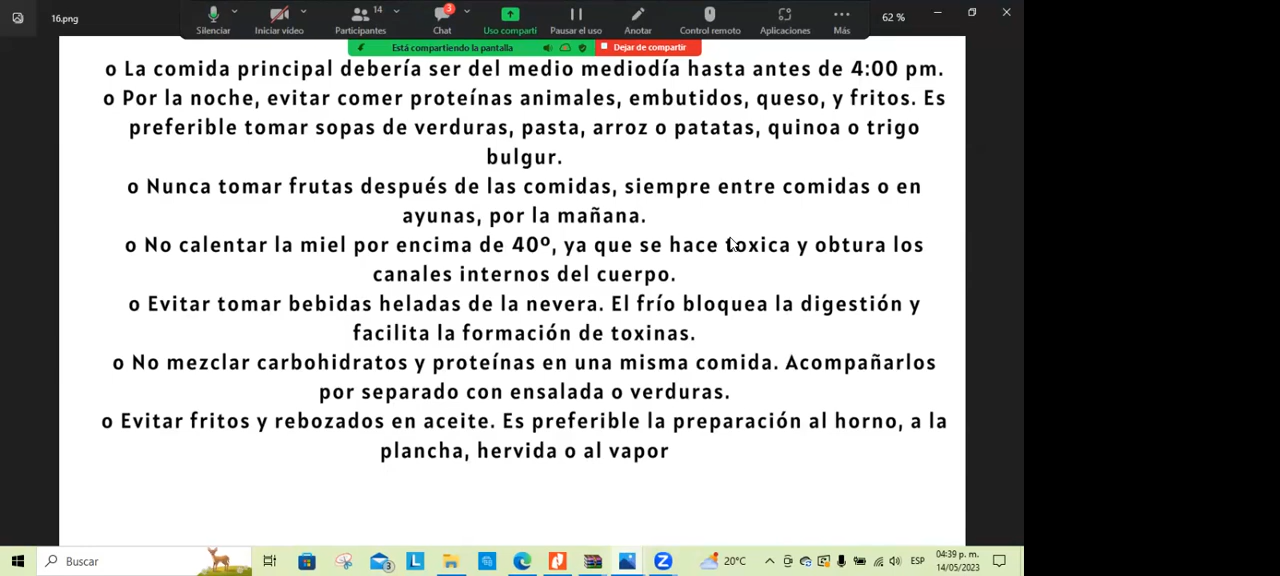 16.png
14
3
62 %
Silenciar
Iniciar vídeo
Participantes
Chat
Uso comparti
Pausar el uso
Anotar
Control remoto
Aplicaciones
Más
Está compartiendo la pantalla
Dejar de compartir
o La comida principal debería ser del medio mediodía hasta antes de 4:00 pm.
o Por la noche, evitar comer proteínas animales, embutidos, queso, y fritos. Es
preferible tomar sopas de verduras, pasta, arroz o patatas, quinoa o trigo
bulgur.
o Nunca tomar frutas después de las comidas, siempre entre comidas o en
ayunas, por la mañana.
o No calentar la miel por encima de 40º, ya que se hace toxica y obtura los
canales internos del cuerpo.
o Evitar tomar bebidas heladas de la nevera. El frío bloquea la digestión y
facilita la formación de toxinas.
o No mezclar carbohidratos y proteínas en una misma comida. Acompañarlos
por separado con ensalada o verduras.
o Evitar fritos y rebozados en aceite. Es preferible la preparación al horno, a la
plancha, hervida o al vapor
Buscar
3
L
20°C
ESP
04:39 p. m.
14/05/2023